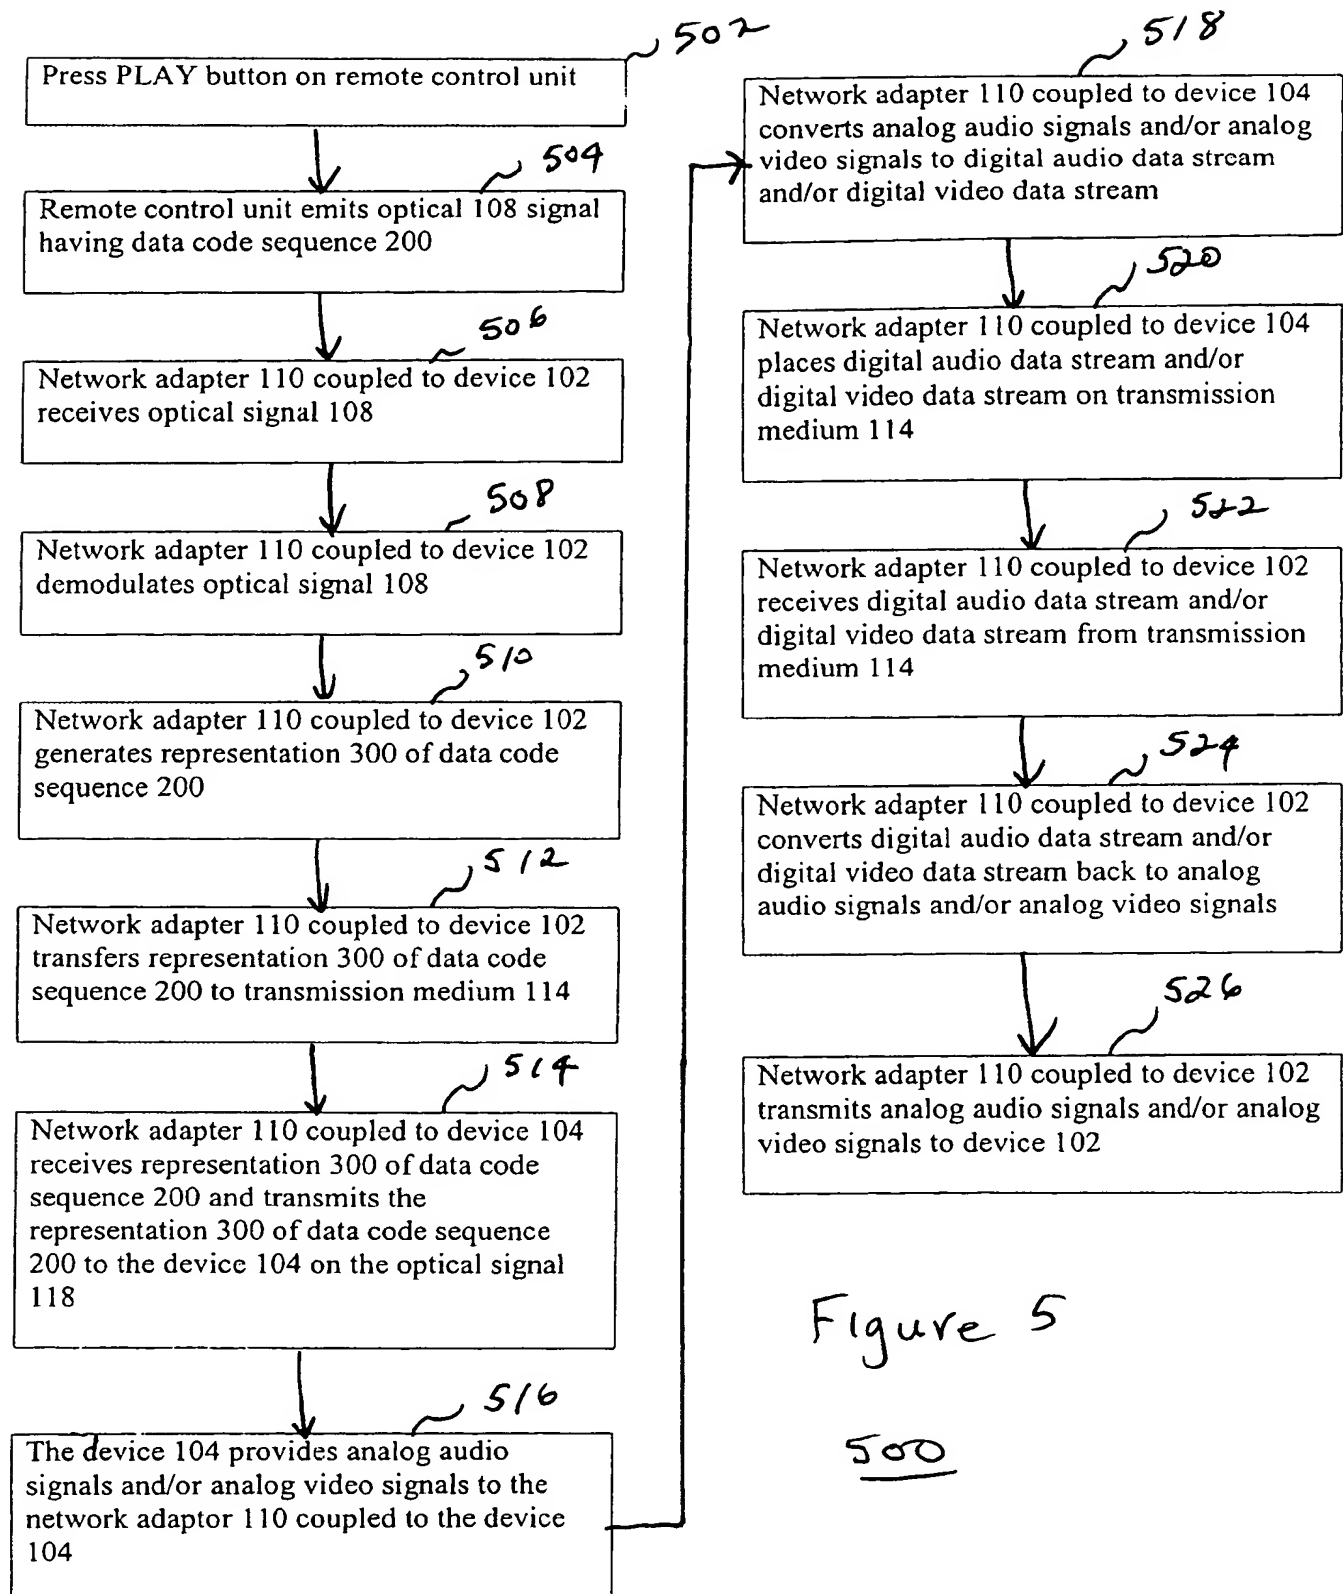 502
Press PLAY button on remote control unit
504
Remote control unit emits optical 108 signal
having data code sequence 200
506
Network adapter 110 coupled to device 102
receives optical signal 108
508
Network adapter 110 coupled to device 102
demodulates optical signal 108
510
Network adapter 110 coupled to device 102
generates representation 300 of data code
sequence 200
512
Network adapter 110 coupled to device 102
transfers representation 300 of data code
sequence 200 to transmission medium 114
514
Network adapter 110 coupled to device 104
receives representation 300 of data code
sequence 200 and transmits the
representation 300 of data code sequence
200 to the device 104 on the optical signal
118
516
The device 104 provides analog audio
signals and/or analog video signals to the
network adaptor 110 coupled to the device
104
518
Network adapter 110 coupled to device 104
converts analog audio signals and/or analog
video signals to digital audio data stream
and/or digital video data stream
520
Network adapter 110 coupled to device 104
places digital audio data stream and/or
digital video data stream on transmission
medium 114
522
Network adapter 110 coupled to device 102
receives digital audio data stream and/or
digital video data stream from transmission
medium 114
524
Network adapter 110 coupled to device 102
converts digital audio data stream and/or
digital video data stream back to analog
audio signals and/or analog video signals
526
Network adapter 110 coupled to device 102
transmits analog audio signals and/or analog
video signals to device 102
Figure 5
500